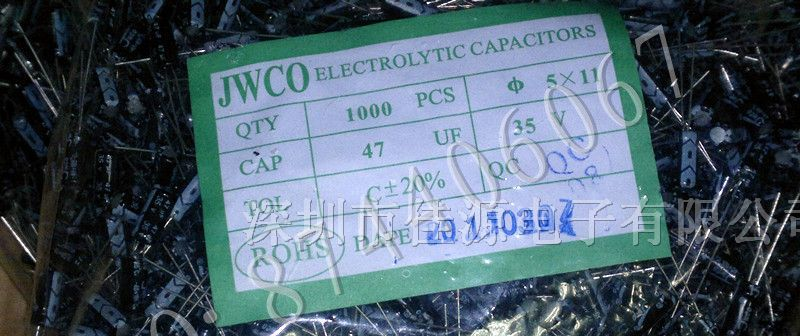 JWCO ELECTROLYTIC CAPACITORS
QTY 1000 PCS Φ 5×11
CAP 47 UF 35 V
TOL C±20% QC
ROHS DATE
深圳市佳源电子有限公司
814406067